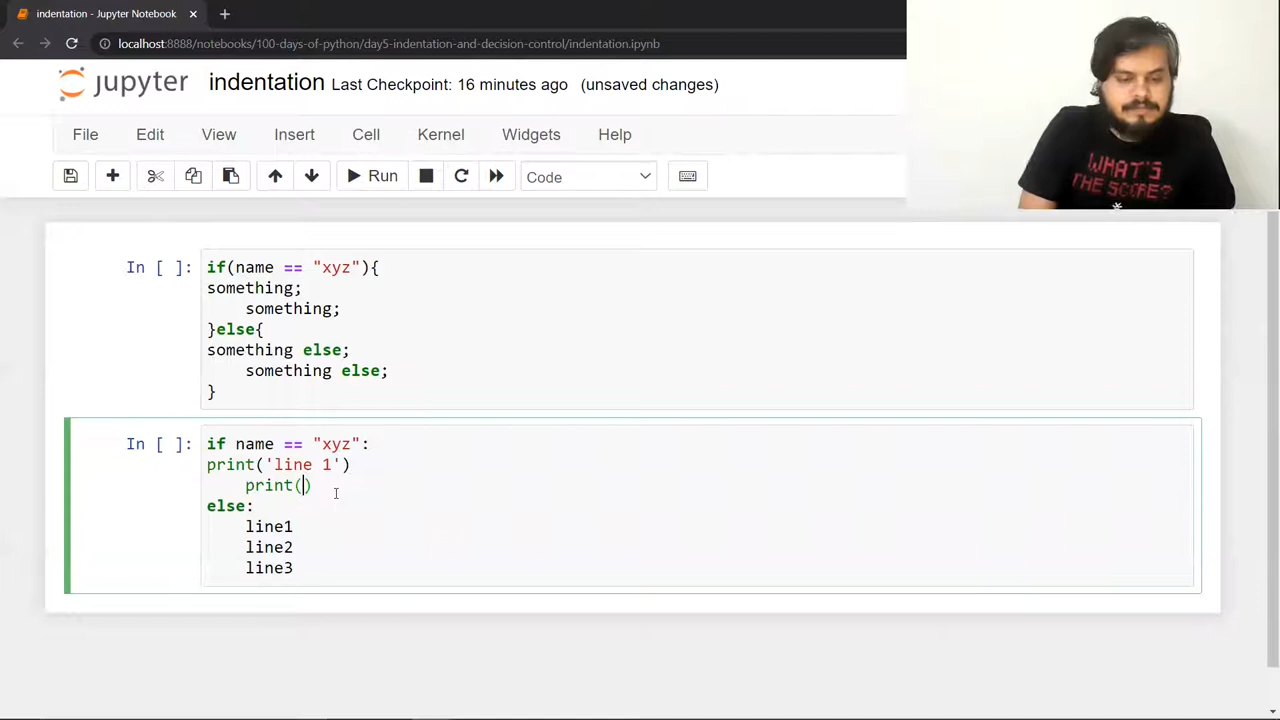 indentation - Jupyter Notebook
localhost:8888/notebooks/100-days-of-python/day5-indentation-and-decision-control/indentation.ipynb
jupyter indentation Last Checkpoint: 16 minutes ago (unsaved changes)
File Edit View Insert Cell Kernel Widgets Help
Run Code
WHAT'S
THE SCORE?
In [ ]: if(name == "xyz"){
something;
    something;
}else{
something else;
    something else;
}
In [ ]: if name == "xyz":
print('line 1')
    print()
else:
    line1
    line2
    line3